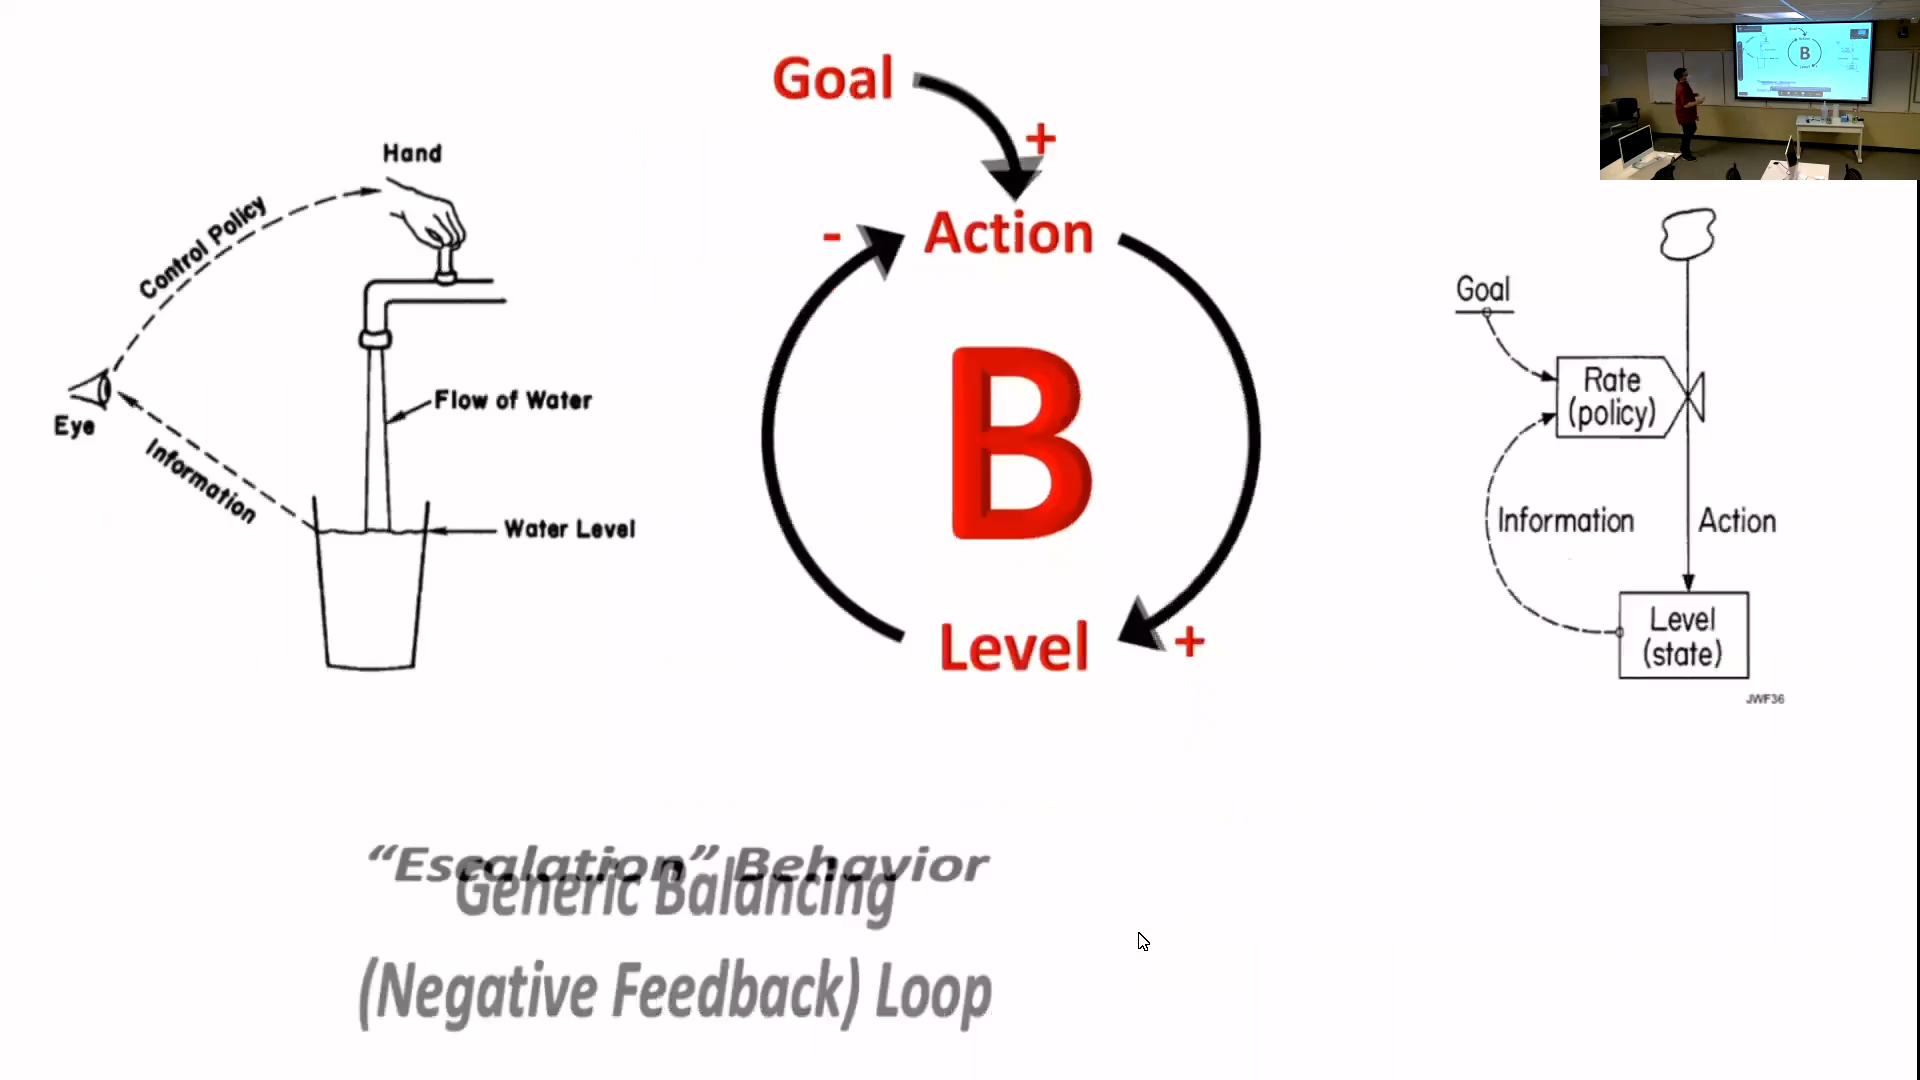 Goal
+
Hand
Control Policy
- Action
Eye
Information
Flow of Water
Water Level
B
Level +
Goal
Rate
(policy)
Information
Action
Level
(state)
JWF36
“Escalation” Behavior
Generic Balancing
(Negative Feedback) Loop